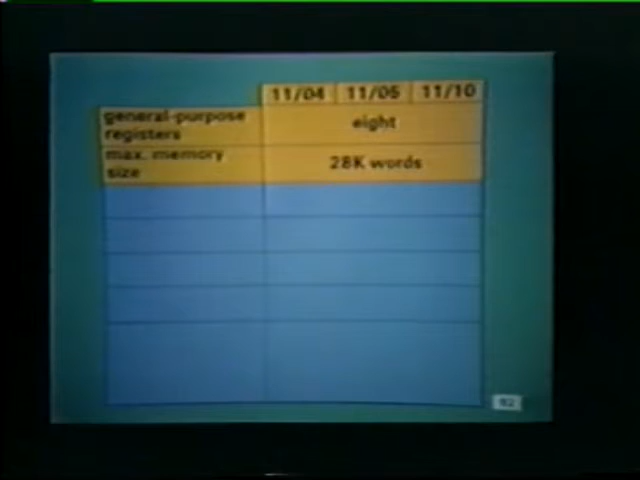 11/04 11/05 11/10
general-purpose
registers
eight
max. memory
size
28K words